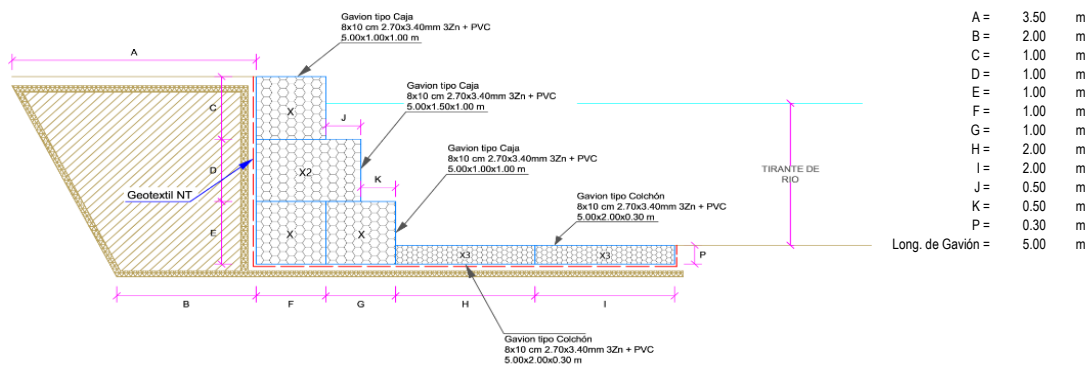 Gavion tipo Caja
8x10 cm 2.70x3.40mm 3Zn + PVC
5.00x1.00x1.00 m
A
Gavion tipo Caja
8x10 cm 2.70x3.40mm 3Zn + PVC
5.00x1.50x1.00 m
C
X
J
Gavion tipo Caja
8x10 cm 2.70x3.40mm 3Zn + PVC
5.00x1.00x1.00 m
D
X2
K
TIRANTE DE
RIO
Geotextil NT
Gavion tipo Colchón
8x10 cm 2.70x3.40mm 3Zn + PVC
5.00x2.00x0.30 m
E
X
X
X3
X3
P
B
F
G
H
I
Gavion tipo Colchón
8x10 cm 2.70x3.40mm 3Zn + PVC
5.00x2.00x0.30 m
A = 3.50 m
B = 2.00 m
C = 1.00 m
D = 1.00 m
E = 1.00 m
F = 1.00 m
G = 1.00 m
H = 2.00 m
I = 2.00 m
J = 0.50 m
K = 0.50 m
P = 0.30 m
Long. de Gavión = 5.00 m